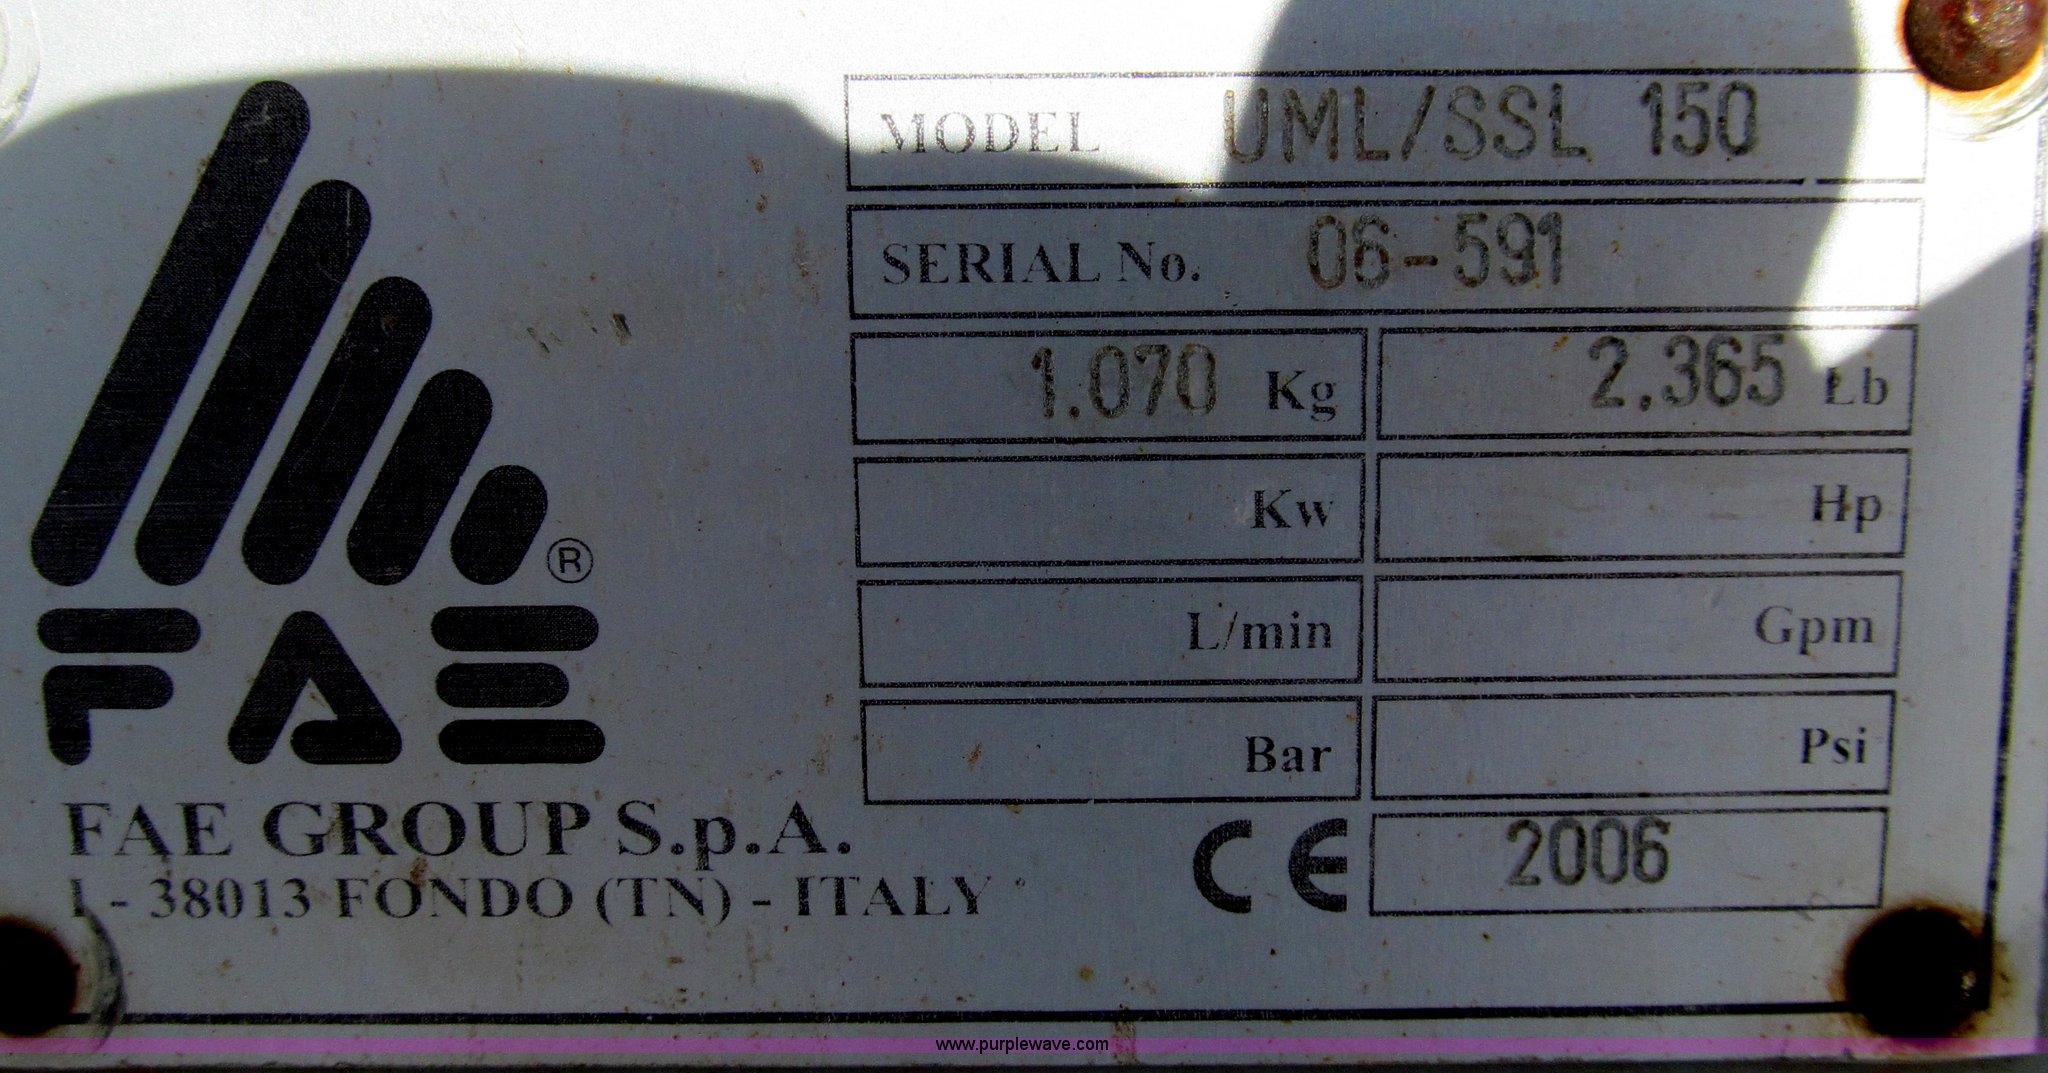 MODEL UML/SSL 150
SERIAL No. 06-591
1.070 Kg 2.365 Lb
Kw Hp
L/min Gpm
Bar Psi
®
FAE
FAE GROUP S.p.A.
I - 38013 FONDO (TN) - ITALY
CE 2006
www.purplewave.com